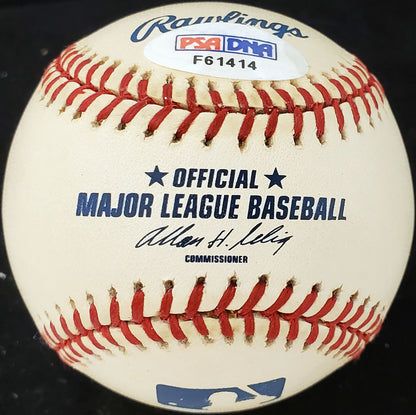 Rawlings
PSA DNA
F61414
★ OFFICIAL ★
MAJOR LEAGUE BASEBALL
Allan H. Selig
COMMISSIONER